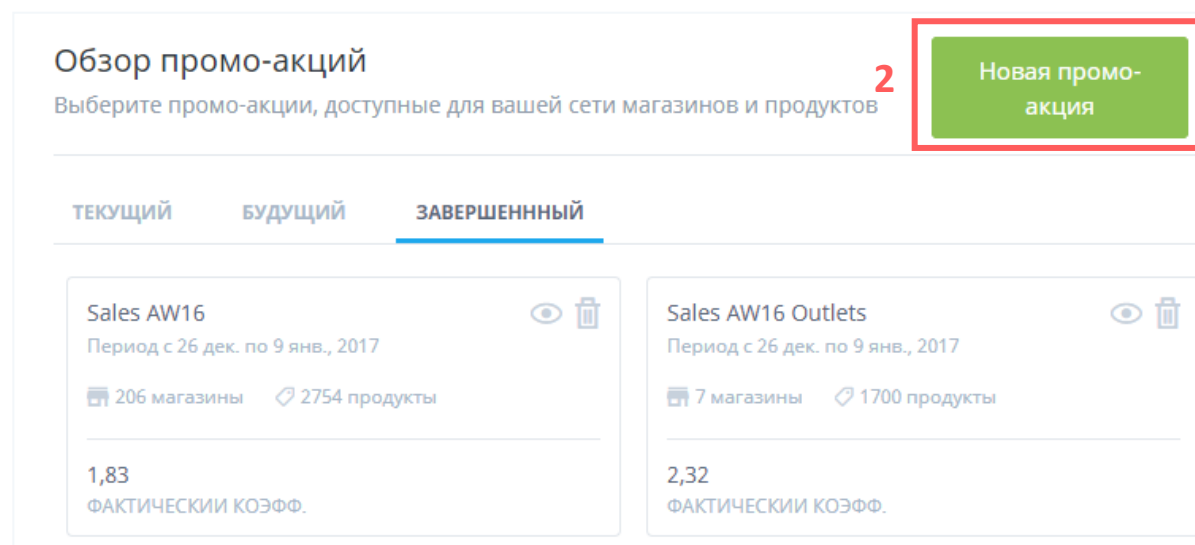 Обзор промо-акций
Выберите промо-акции, доступные для вашей сети магазинов и продуктов
2
Новая промо-
акция
ТЕКУЩИЙ БУДУЩИЙ ЗАВЕРШЕНННЫЙ
Sales AW16
Период с 26 дек. по 9 янв., 2017
206 магазины 2754 продукты
1,83
ФАКТИЧЕСКИИ КОЭФФ.
Sales AW16 Outlets
Период с 26 дек. по 9 янв., 2017
7 магазины 1700 продукты
2,32
ФАКТИЧЕСКИИ КОЭФФ.